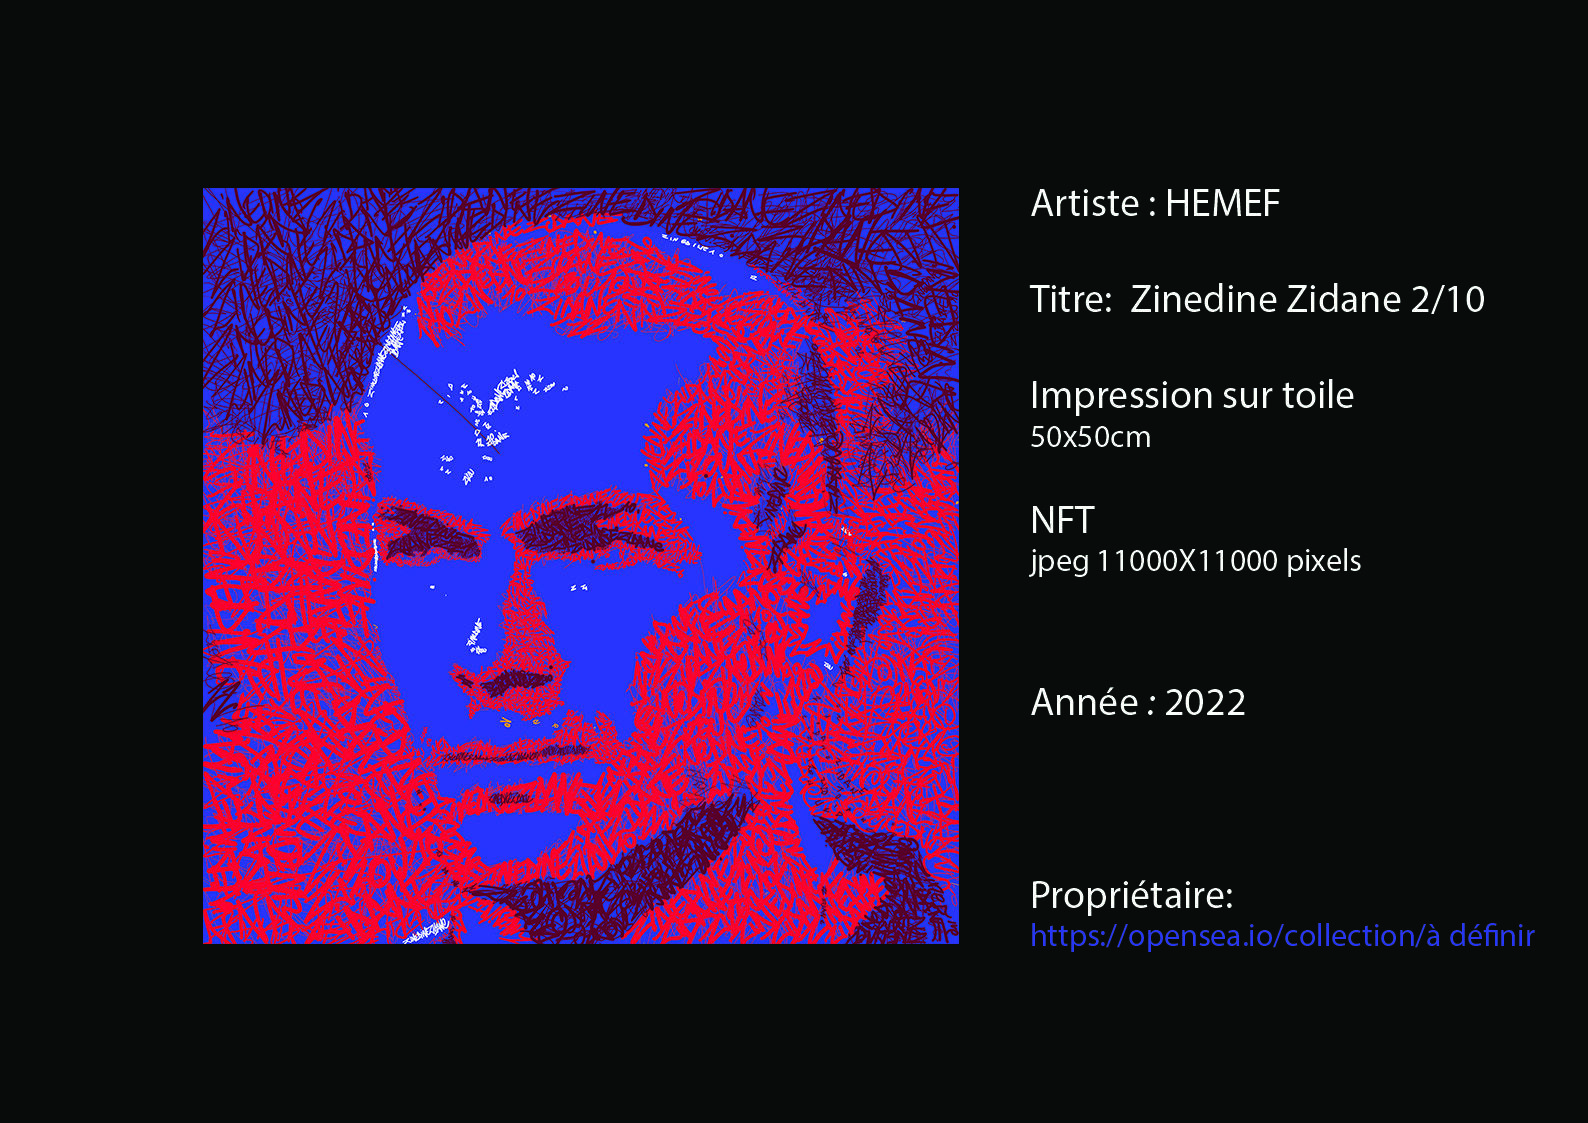 Artiste : HEMEF
Titre: Zinedine Zidane 2/10
Impression sur toile
50x50cm
NFT
jpeg 11000X11000 pixels
Année : 2022
Propriétaire:
https://opensea.io/collection/à définir